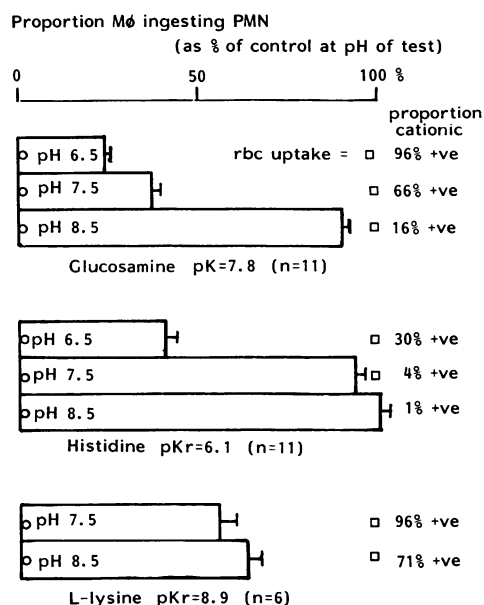 Proportion Mø ingesting PMN
(as % of control at pH of test)
0 50 100 %
proportion
cationic
pH 6.5 rbc uptake = 96% +ve
pH 7.5 66% +ve
pH 8.5 16% +ve
Glucosamine pK=7.8 (n=11)
pH 6.5 30% +ve
pH 7.5 4% +ve
pH 8.5 1% +ve
Histidine pKr=6.1 (n=11)
pH 7.5 96% +ve
pH 8.5 71% +ve
L-lysine pKr=8.9 (n=6)